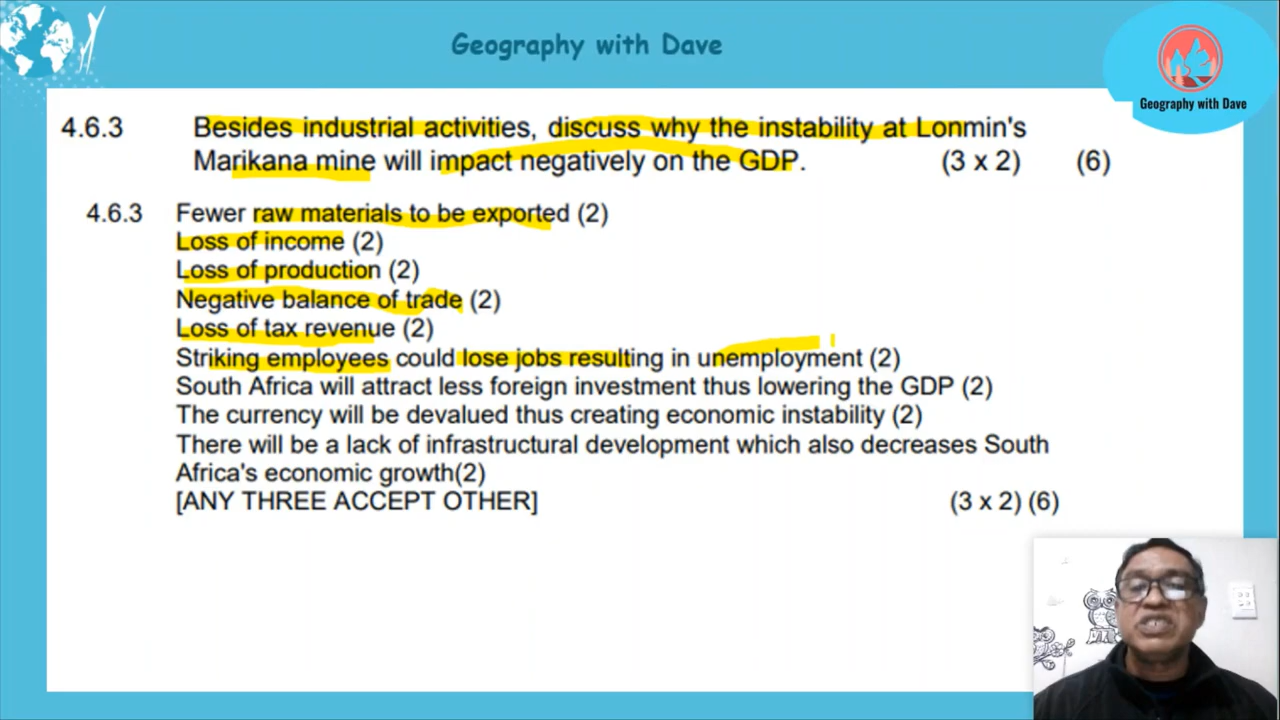 Geography with Dave
Geography with Dave
4.6.3 Besides industrial activities, discuss why the instability at Lonmin's
Marikana mine will impact negatively on the GDP. (3 x 2) (6)
4.6.3 Fewer raw materials to be exported (2)
Loss of income (2)
Loss of production (2)
Negative balance of trade (2)
Loss of tax revenue (2)
Striking employees could lose jobs resulting in unemployment (2)
South Africa will attract less foreign investment thus lowering the GDP (2)
The currency will be devalued thus creating economic instability (2)
There will be a lack of infrastructural development which also decreases South
Africa's economic growth(2)
[ANY THREE ACCEPT OTHER] (3 x 2) (6)